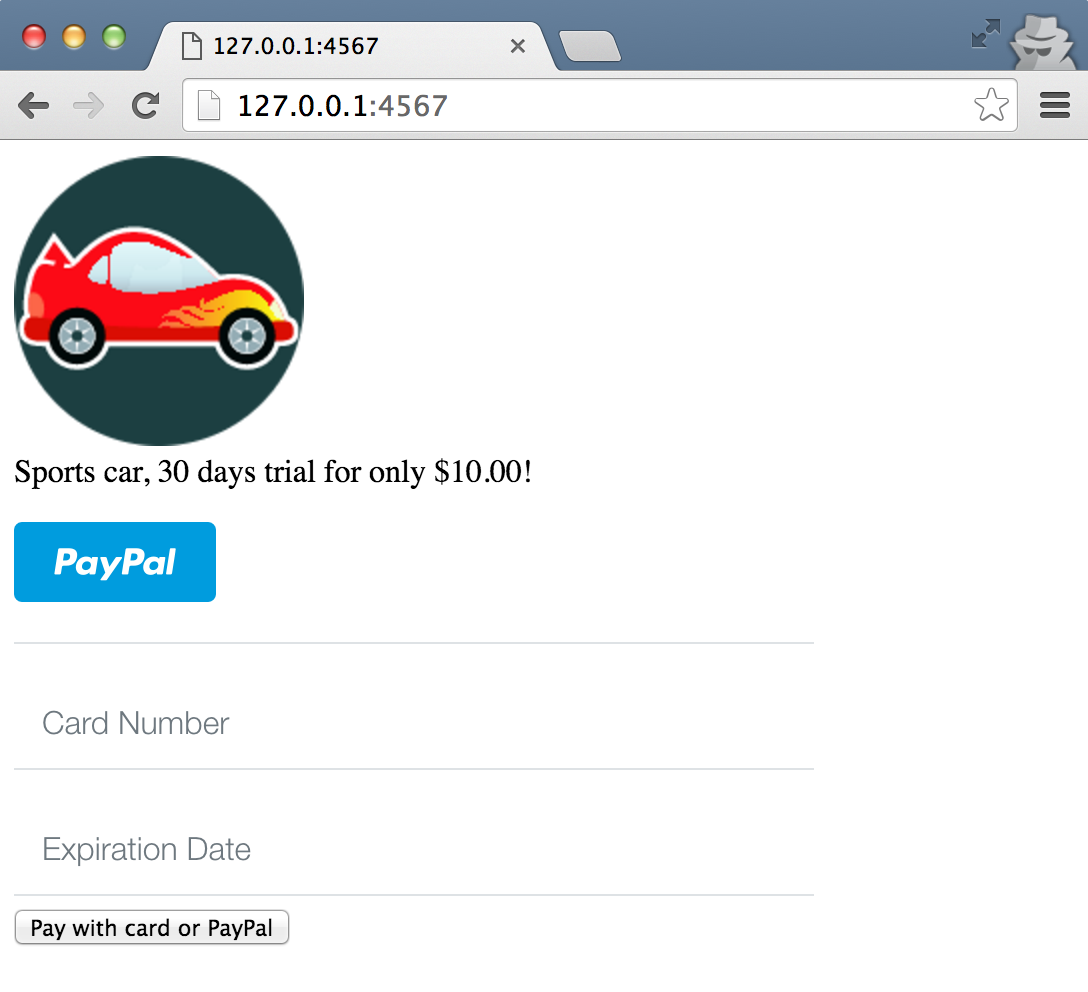 127.0.0.1:4567
127.0.0.1:4567
Sports car, 30 days trial for only $10.00!
PayPal
Card Number
Expiration Date
Pay with card or PayPal